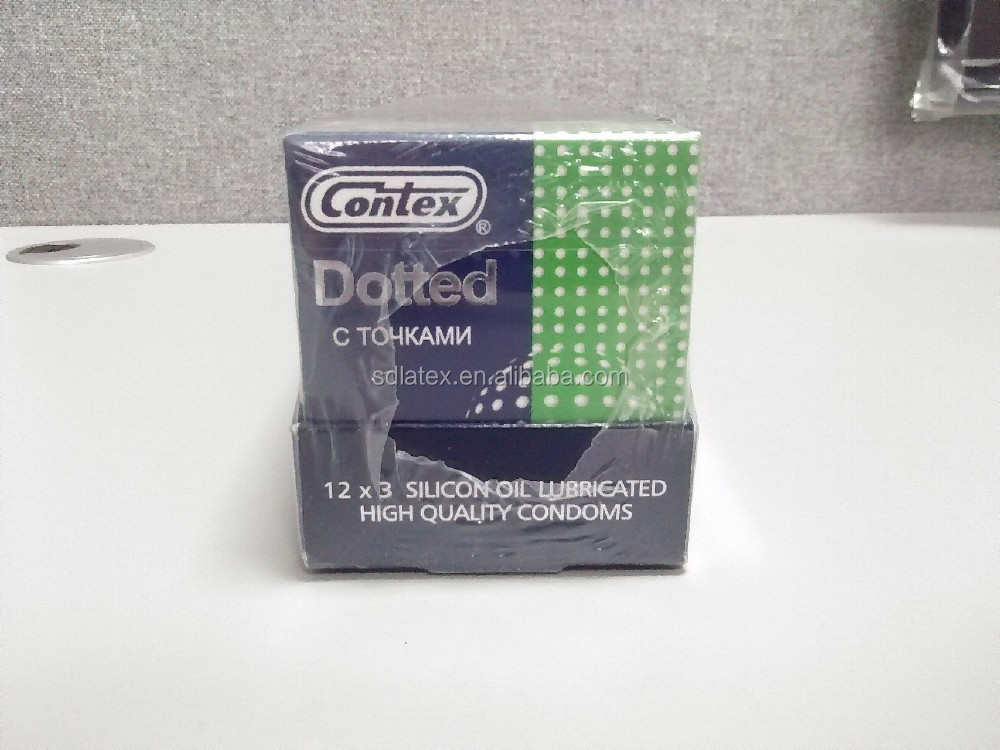 Contex®
Dotted
С ТОЧКАМИ
sdlatex.en.alibaba.com
12 x 3 SILICON OIL LUBRICATED
HIGH QUALITY CONDOMS